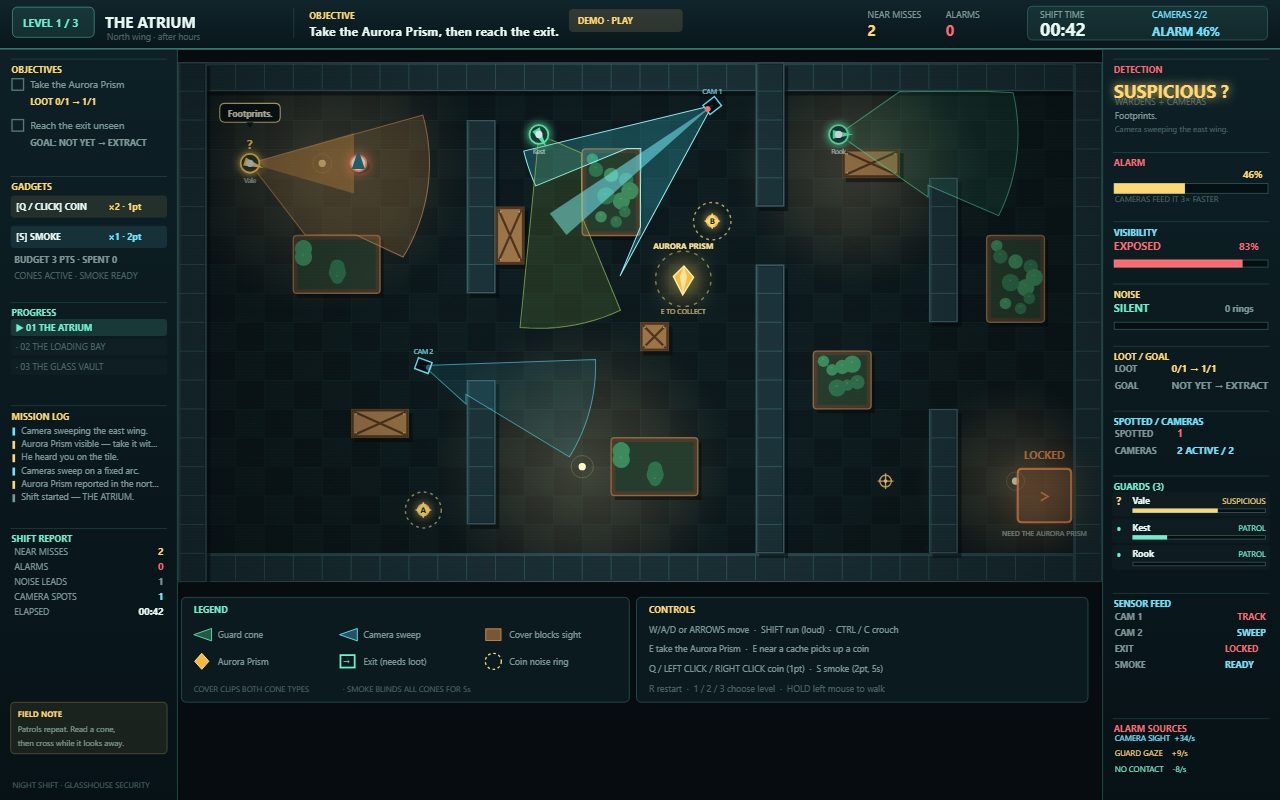 LEVEL 1 / 3
THE ATRIUM
North wing · after hours
OBJECTIVE
Take the Aurora Prism, then reach the exit.
DEMO · PLAY
NEAR MISSES
2
ALARMS
0
SHIFT TIME
00:42
CAMERAS 2/2
ALARM 46%
OBJECTIVES
Take the Aurora Prism
LOOT 0/1 → 1/1
Reach the exit unseen
GOAL: NOT YET → EXTRACT
GADGETS
[Q / CLICK] COIN ×2 · 1pt
[S] SMOKE ×1 · 2pt
BUDGET 3 PTS · SPENT 0
CONES ACTIVE · SMOKE READY
PROGRESS
▶ 01 THE ATRIUM
· 02 THE LOADING BAY
· 03 THE GLASS VAULT
MISSION LOG
Camera sweeping the east wing.
Aurora Prism visible — take it wit...
He heard you on the tile.
Cameras sweep on a fixed arc.
Aurora Prism reported in the nort...
Shift started — THE ATRIUM.
SHIFT REPORT
NEAR MISSES 2
ALARMS 0
NOISE LEADS 1
CAMERA SPOTS 1
ELAPSED 00:42
FIELD NOTE
Patrols repeat. Read a cone,
then cross while it looks away.
NIGHT SHIFT · GLASSHOUSE SECURITY
Footprints.
?
Vale
Kest
CAM 1
Rook
B
AURORA PRISM
E TO COLLECT
CAM 2
A
LOCKED
>
NEED THE AURORA PRISM
LEGEND
Guard cone
Camera sweep
Cover blocks sight
Aurora Prism
Exit (needs loot)
Coin noise ring
COVER CLIPS BOTH CONE TYPES
· SMOKE BLINDS ALL CONES FOR 5s
CONTROLS
W/A/D or ARROWS move · SHIFT run (loud) · CTRL / C crouch
E take the Aurora Prism · E near a cache picks up a coin
Q / LEFT CLICK / RIGHT CLICK coin (1pt) · S smoke (2pt, 5s)
R restart · 1 / 2 / 3 choose level · HOLD left mouse to walk
DETECTION
SUSPICIOUS ?
WARDENS + CAMERAS
Footprints.
Camera sweeping the east wing.
ALARM
46%
CAMERAS FEED IT 3× FASTER
VISIBILITY
EXPOSED 83%
NOISE
SILENT 0 rings
LOOT / GOAL
LOOT 0/1 → 1/1
GOAL NOT YET → EXTRACT
SPOTTED / CAMERAS
SPOTTED 1
CAMERAS 2 ACTIVE / 2
GUARDS (3)
? Vale SUSPICIOUS
Kest PATROL
Rook PATROL
SENSOR FEED
CAM 1 TRACK
CAM 2 SWEEP
EXIT LOCKED
SMOKE READY
ALARM SOURCES
CAMERA SIGHT +34/s
GUARD GAZE +9/s
NO CONTACT -8/s